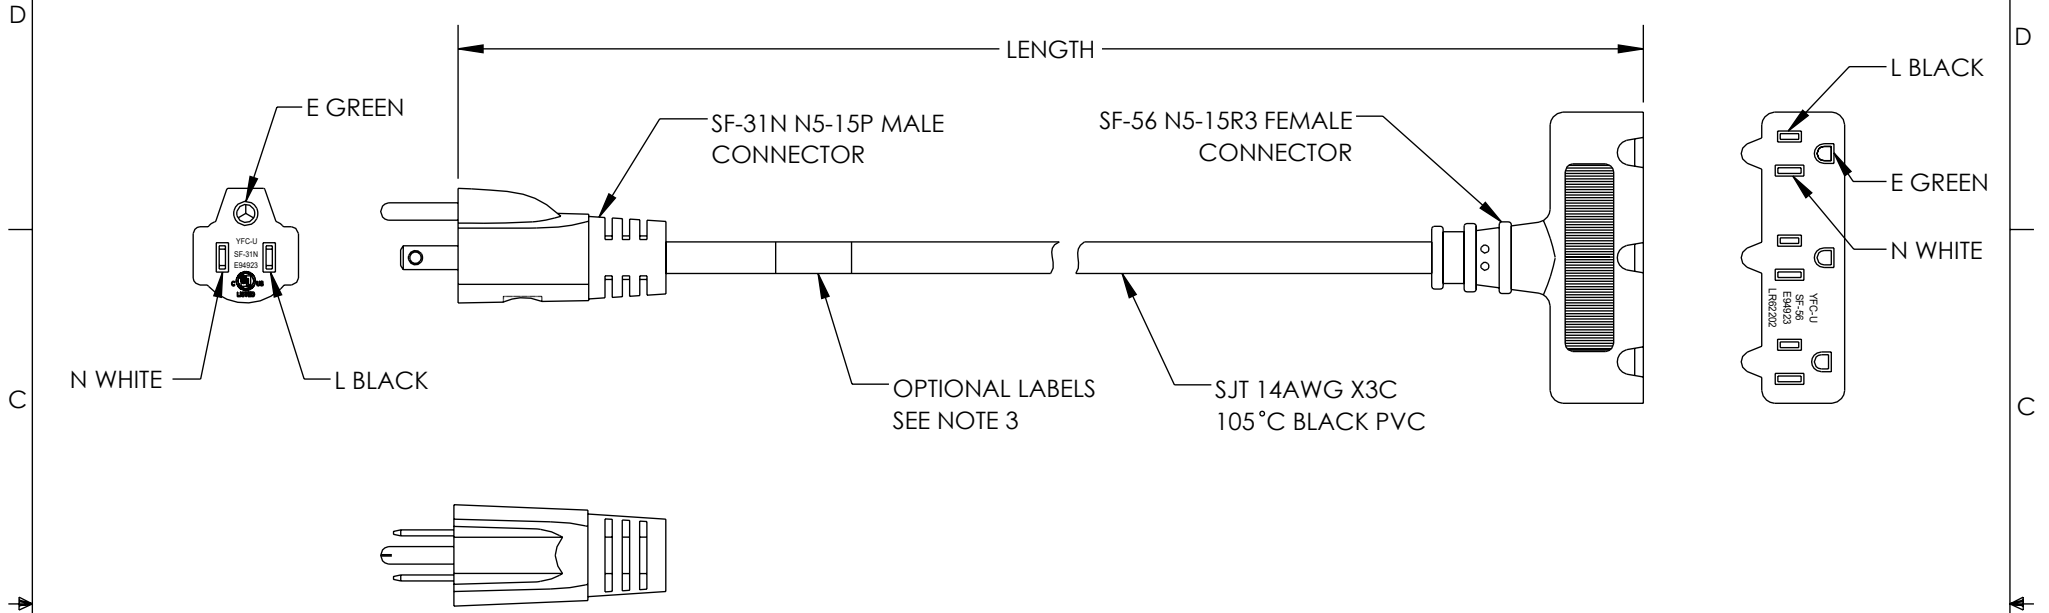 D
D
LENGTH
L BLACK
E GREEN
SF-31N N5-15P MALE
CONNECTOR
SF-56 N5-15R3 FEMALE
CONNECTOR
E GREEN
N WHITE
YFC-U
SF-31N
E94923
C US
LISTED
YFC-U
SF-56
E94923
LR62202
N WHITE
L BLACK
OPTIONAL LABELS
SEE NOTE 3
SJT 14AWG X3C
105°C BLACK PVC
C
C